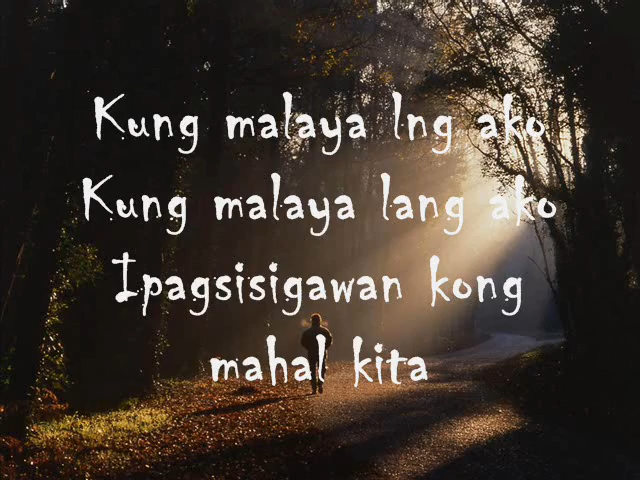 Kung malaya lng ako
Kung malaya lang ako
Ipagsisigawan kong
mahal kita